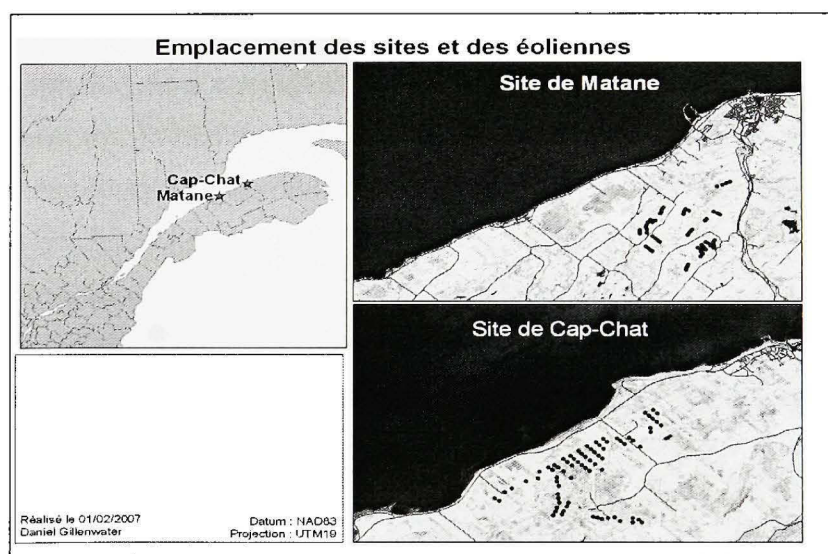 Emplacement des sites et des éoliennes
Cap-Chat
Matane
Site de Matane
Site de Cap-Chat
Réalisé le 01/02/2007
Daniel Gillenwater
Datum : NAD83
Projection : UTM19